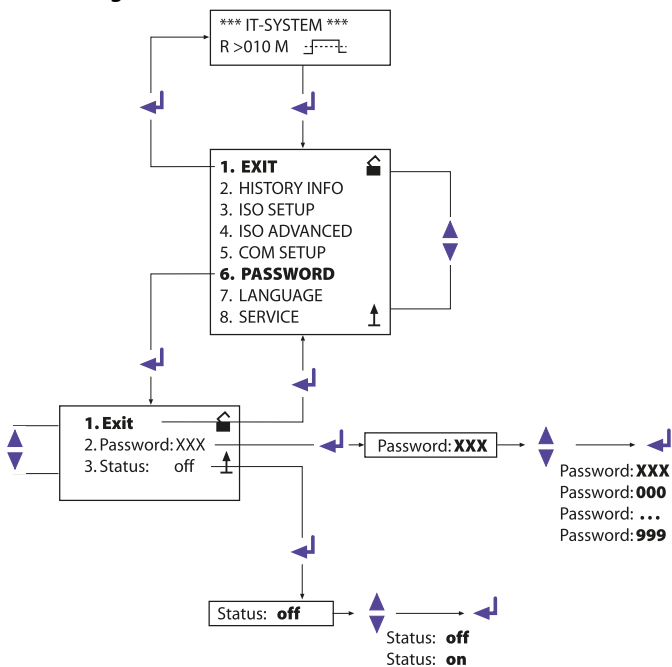 *** IT-SYSTEM ***
R >010 M
1. EXIT
2. HISTORY INFO
3. ISO SETUP
4. ISO ADVANCED
5. COM SETUP
6. PASSWORD
7. LANGUAGE
8. SERVICE
1. Exit
2. Password: XXX
3. Status: off
Password: XXX
Password: XXX
Password: 000
Password: ...
Password: 999
Status: off
Status: off
Status: on